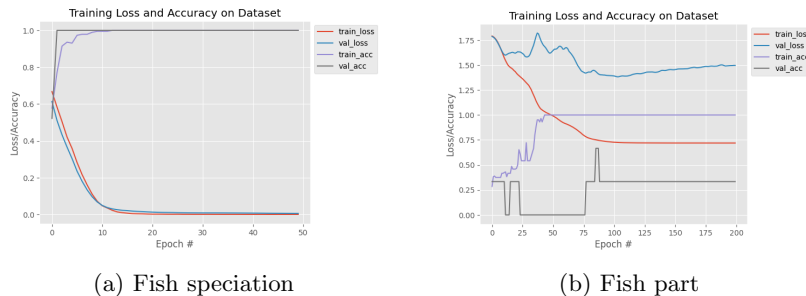 Training Loss and Accuracy on Dataset
train_loss
val_loss
train_acc
val_acc
Loss/Accuracy
1.0
0.8
0.6
0.4
0.2
0.0
0
10
20
30
40
50
Epoch #
(a) Fish speciation
Training Loss and Accuracy on Dataset
train_loss
val_loss
train_acc
val_acc
Loss/Accuracy
1.75
1.50
1.25
1.00
0.75
0.50
0.25
0.00
0
25
50
75
100
125
150
175
200
Epoch #
(b) Fish part